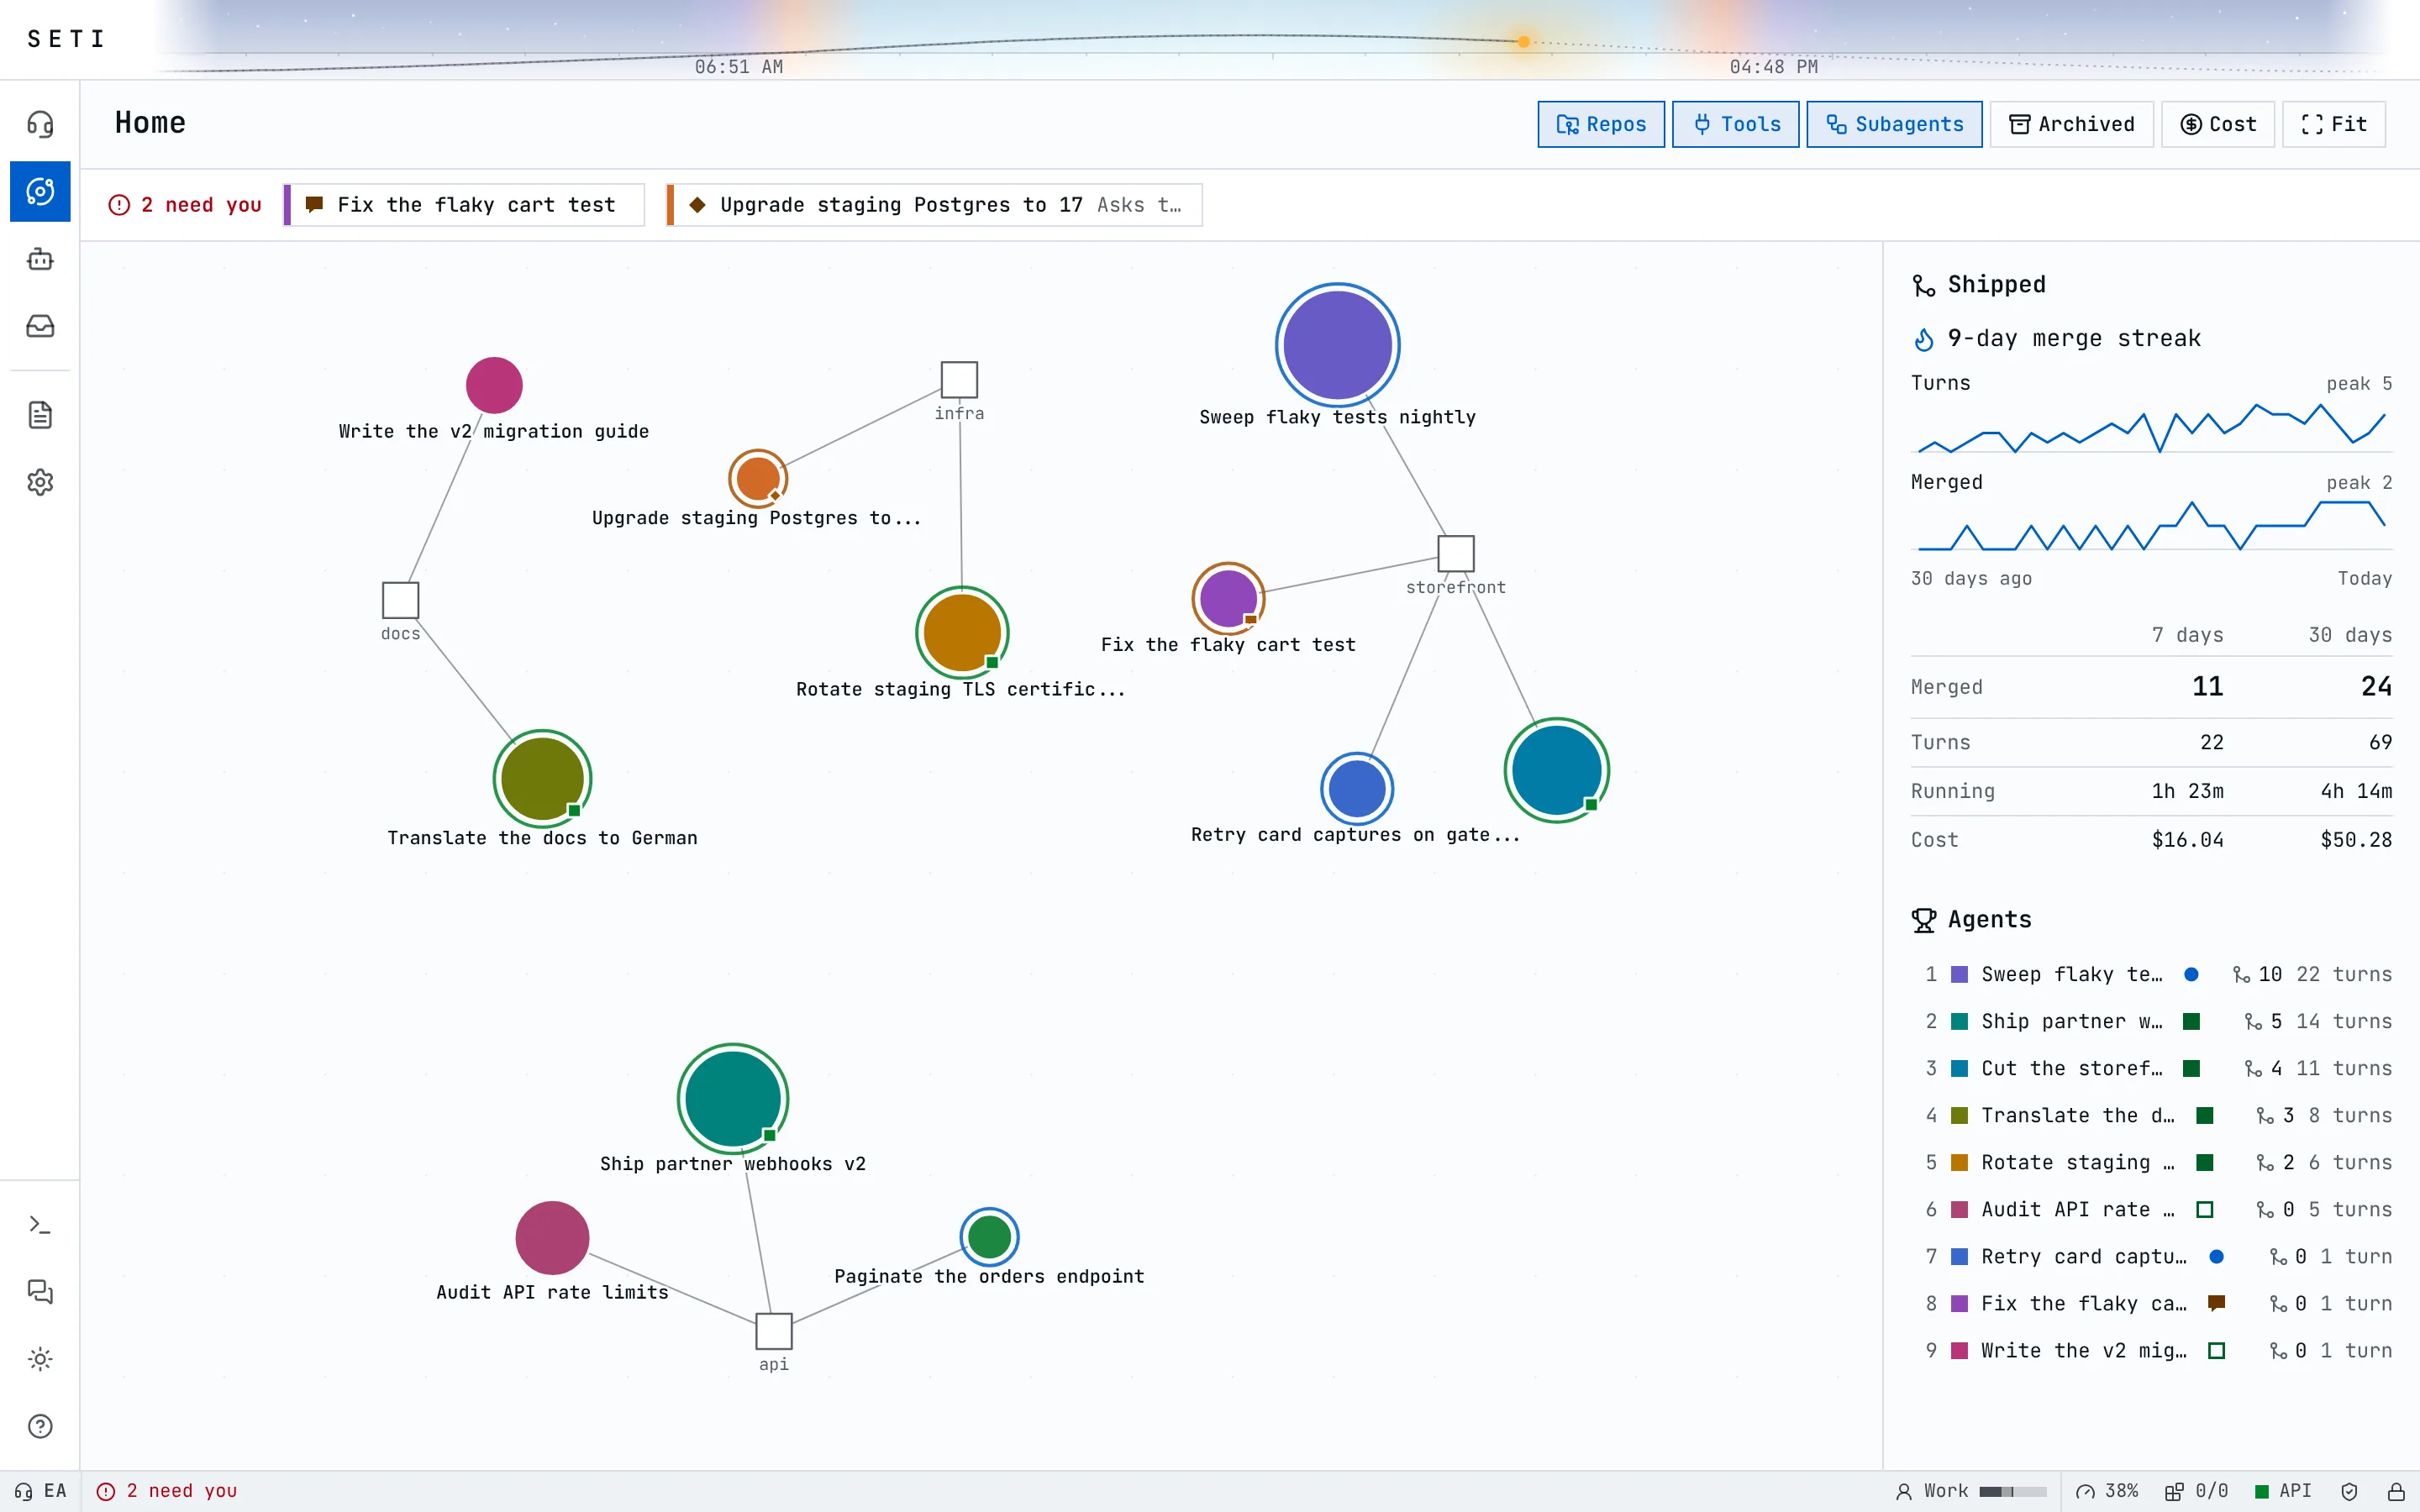 SETI
06:51 AM
04:48 PM
Home
Repos
Tools
Subagents
Archived
Cost
Fit
2 need you
Fix the flaky cart test
Upgrade staging Postgres to 17 Asks t…
Write the v2 migration guide
infra
Upgrade staging Postgres to...
Sweep flaky tests nightly
docs
storefront
Fix the flaky cart test
Rotate staging TLS certific...
Translate the docs to German
Retry card captures on gate...
Ship partner webhooks v2
Audit API rate limits
Paginate the orders endpoint
api
Shipped
9-day merge streak
Turns peak 5
Merged peak 2
30 days ago Today
7 days 30 days
Merged 11 24
Turns 22 69
Running 1h 23m 4h 14m
Cost $16.04 $50.28
Agents
1 Sweep flaky te… 10 22 turns
2 Ship partner w… 5 14 turns
3 Cut the storef… 4 11 turns
4 Translate the d… 3 8 turns
5 Rotate staging … 2 6 turns
6 Audit API rate … 0 5 turns
7 Retry card captu… 0 1 turn
8 Fix the flaky ca… 0 1 turn
9 Write the v2 mig… 0 1 turn
EA
2 need you
Work
38%
0/0
API